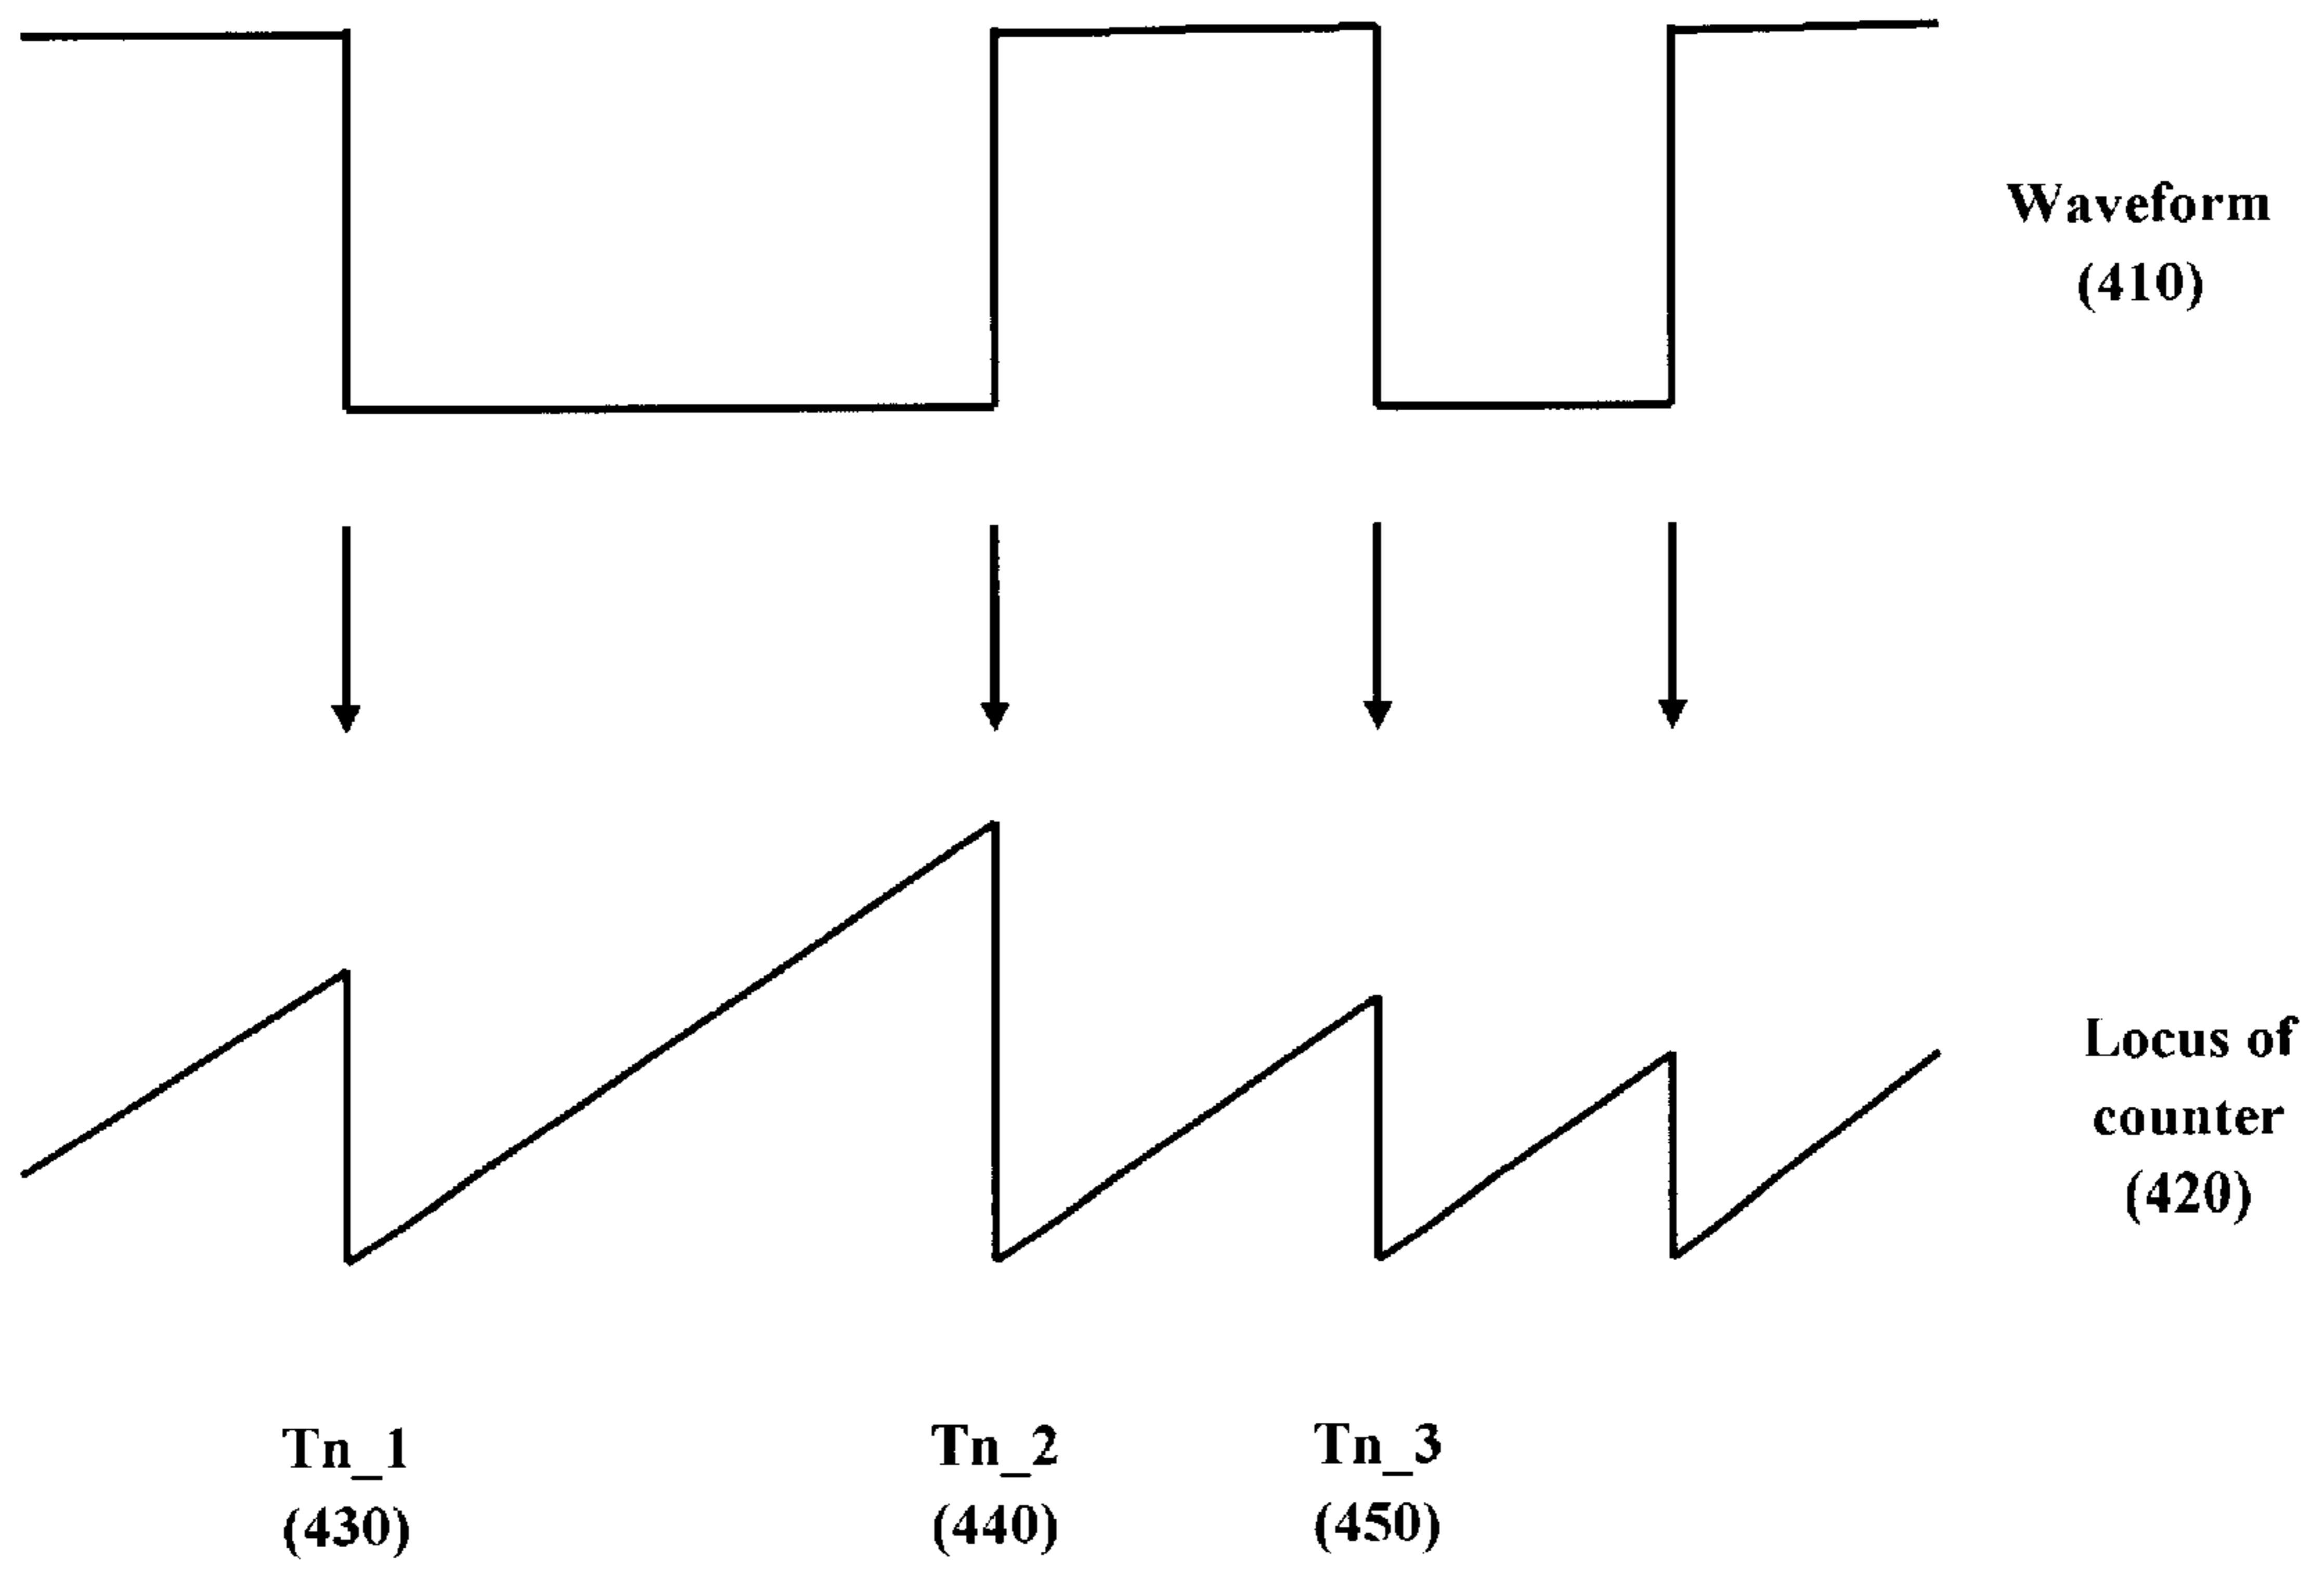 Waveform
(410)
Locus of
counter
(420)
Tn_1
(430)
Tn_2
(440)
Tn_3
(450)